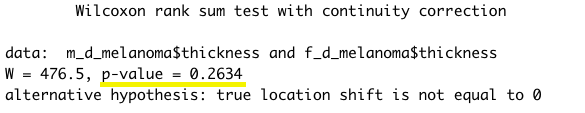 Wilcoxon rank sum test with continuity correction
data: m_d_melanoma$thickness and f_d_melanoma$thickness
W = 476.5, p-value = 0.2634
alternative hypothesis: true location shift is not equal to 0